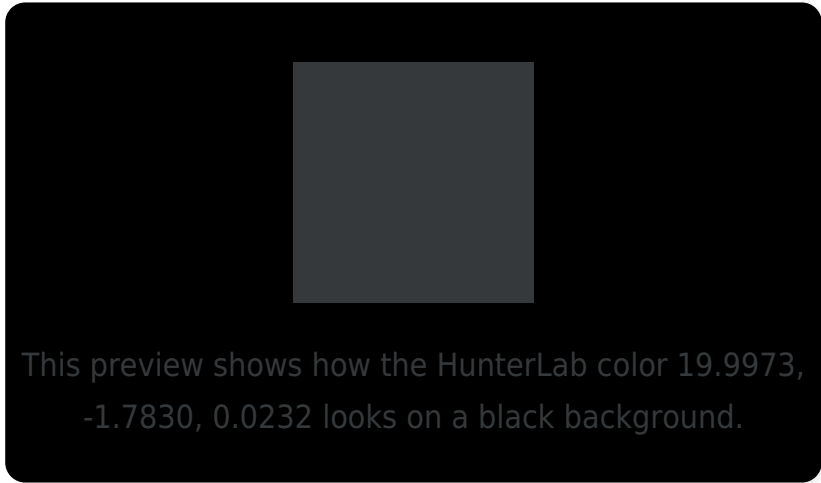 This preview shows how the HunterLab color 19.9973,
-1.7830, 0.0232 looks on a black background.